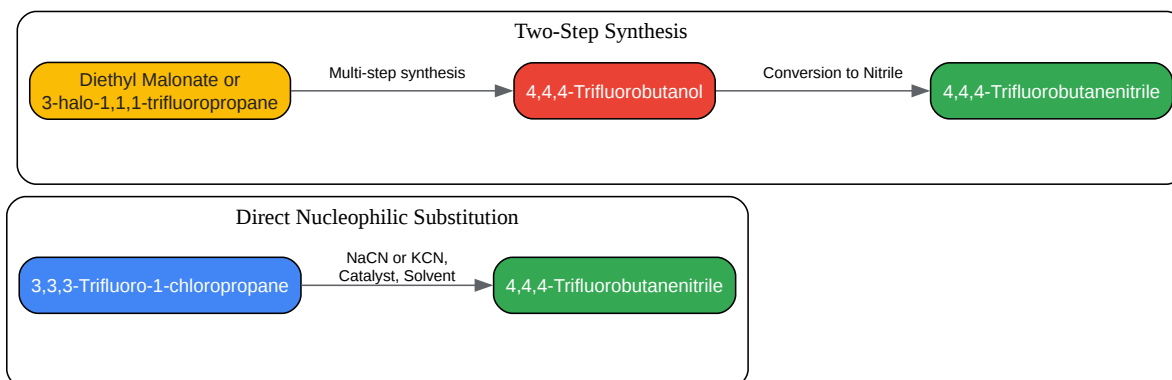 Two-Step Synthesis
Diethyl Malonate or
3-halo-1,1,1-trifluoropropane
Multi-step synthesis
4,4,4-Trifluorobutanol
Conversion to Nitrile
4,4,4-Trifluorobutanenitrile
Direct Nucleophilic Substitution
3,3,3-Trifluoro-1-chloropropane
NaCN or KCN,
Catalyst, Solvent
4,4,4-Trifluorobutanenitrile